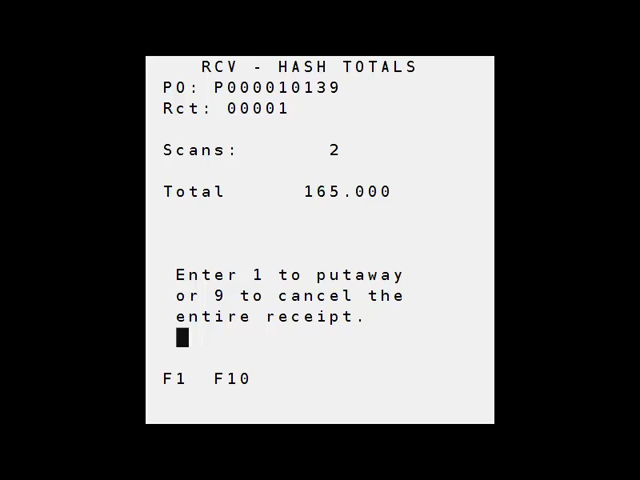 RCV - HASH TOTALS
PO: P000010139
Rct: 00001
Scans: 2
Total 165.000
Enter 1 to putaway
or 9 to cancel the
entire receipt.
F1 F10